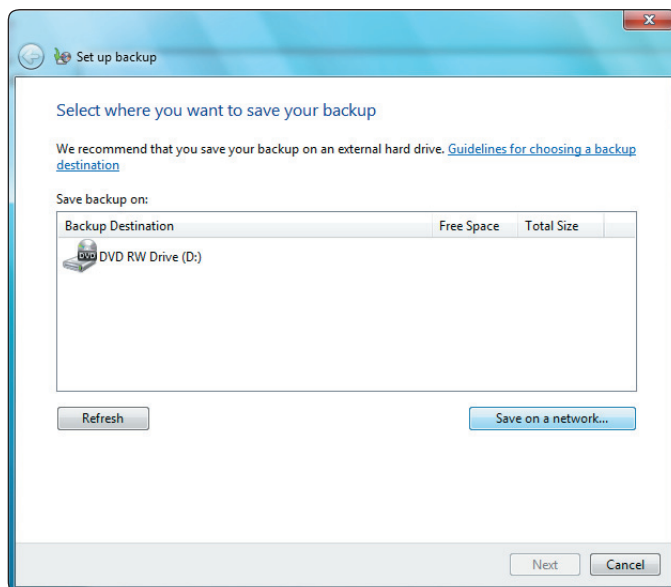 Set up backup
Select where you want to save your backup
We recommend that you save your backup on an external hard drive. Guidelines for choosing a backup
destination
Save backup on:
Backup Destination Free Space Total Size
DVD
DVD RW Drive (D:)
Refresh Save on a network...
Next Cancel